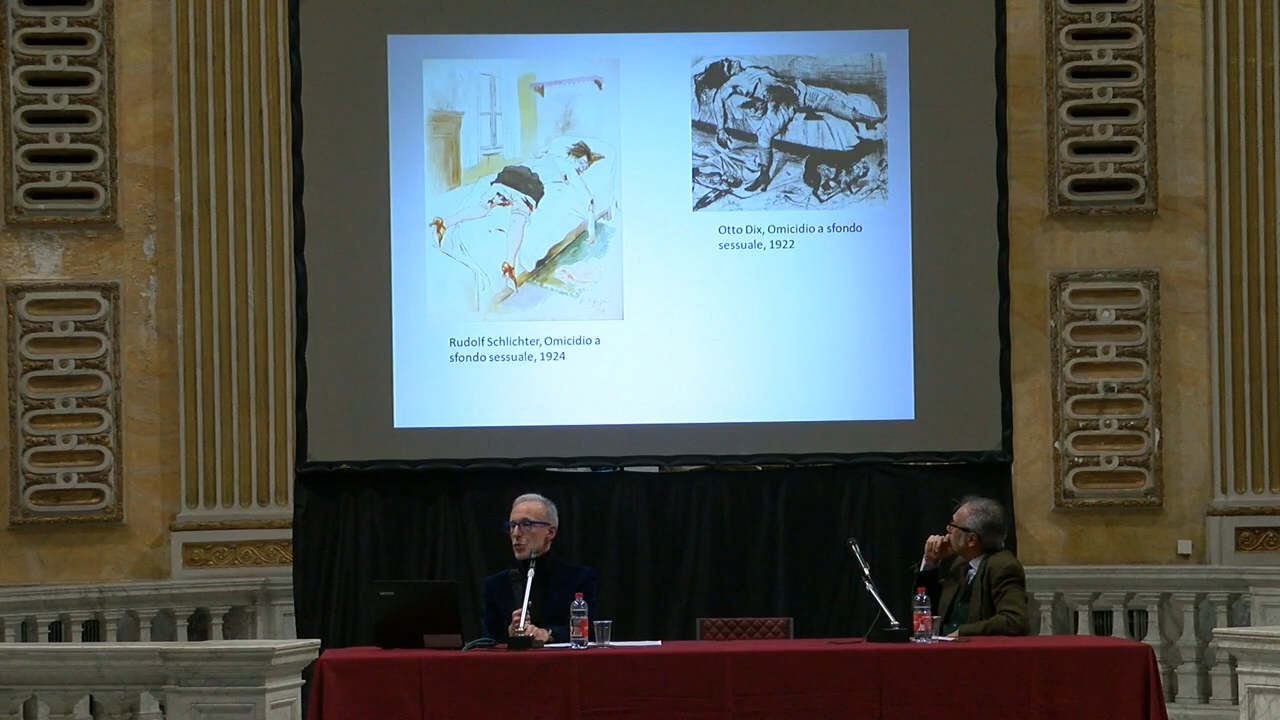 Otto Dix, Omicidio a sfondo
sessuale, 1922
Rudolf Schlichter, Omicidio a
sfondo sessuale, 1924